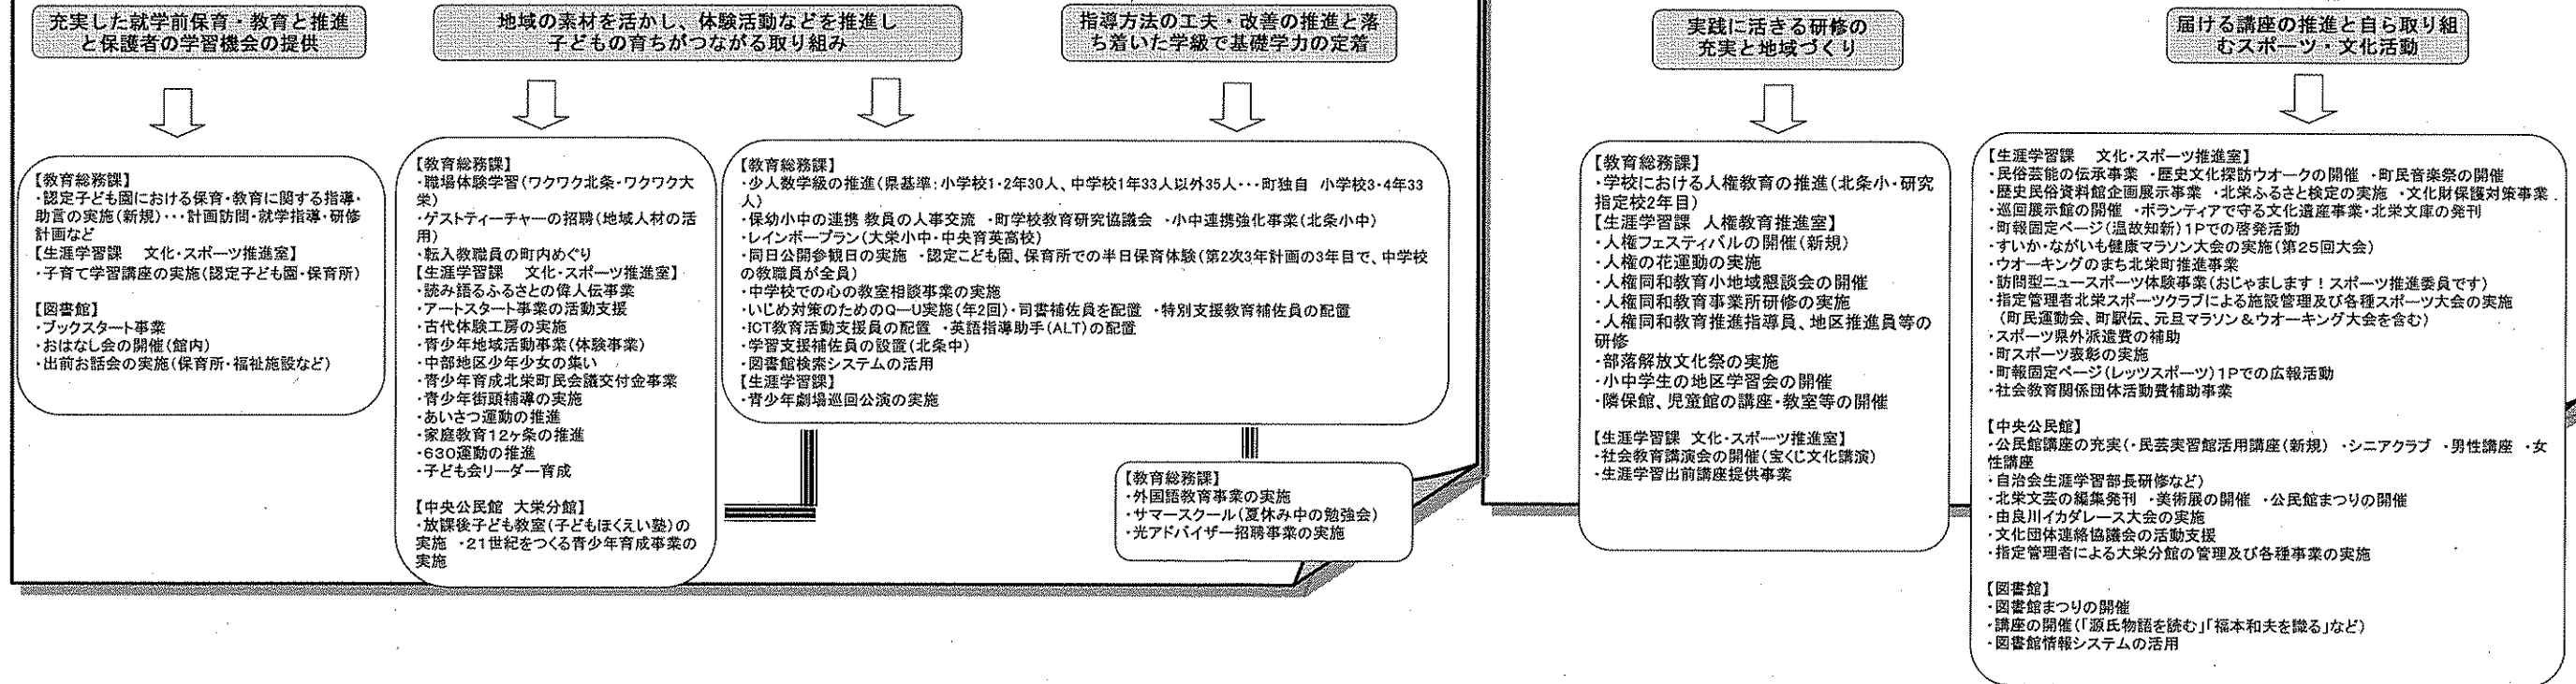 充実した就学前保育・教育と推進
と保護者の学習機会の提供
地域の素材を活かし、体験活動などを推進し
子どもの育ちがつながる取り組み
指導方法の工夫・改善の推進と落
ち着いた学級で基礎学力の定着
実践に活きる研修の
充実と地域づくり
届ける講座の推進と自ら取り組
むスポーツ・文化活動
【教育総務課】
・認定子ども園における保育・教育に関する指導・
助言の実施(新規)・・・計画訪問・就学指導・研修
計画など
【生涯学習課　文化・スポーツ推進室】
・子育て学習講座の実施(認定子ども園・保育所)
【図書館】
・ブックスタート事業
・おはなし会の開催(館内)
・出前お話会の実施(保育所・福祉施設など)
【教育総務課】
・職場体験学習(ワクワク北条・ワクワク大
栄)
・ゲストティーチャーの招聘(地域人材の活
用)
・転入教職員の町内めぐり
【生涯学習課　文化・スポーツ推進室】
・読み語るふるさとの偉人伝事業
・アートスタート事業の活動支援
・古代体験工房の実施
・青少年地域活動事業(体験事業)
・中部地区少年少女の集い
・青少年育成北栄町民会議交付金事業
・青少年街頭補導の実施
・あいさつ運動の推進
・家庭教育12ヶ条の推進
・630運動の推進
・子ども会リーダー育成
【中央公民館 大栄分館】
・放課後子ども教室(子どもほくえい塾)の
実施　・21世紀をつくる青少年育成事業の
実施
【教育総務課】
・少人数学級の推進(県基準:小学校1・2年30人、中学校1年33人以外35人・・・町独自 小学校3・4年33
人)
・保幼小中の連携 教員の人事交流　・町学校教育研究協議会　・小中連携強化事業(北条小中)
・レインボープラン(大栄小中・中央育英高校)
・同日公開参観日の実施　・認定こども園、保育所での半日保育体験(第2次3年計画の3年目で、中学校
の教職員が全員)
・中学校での心の教室相談事業の実施
・いじめ対策のためのQ－U実施(年2回)・司書補佐員を配置　・特別支援教育補佐員の配置
・ICT教育活動支援員の配置　・英語指導助手(ALT)の配置
・学習支援補佐員の設置(北条中)
・図書館検索システムの活用
【生涯学習課】
・青少年劇場巡回公演の実施
【教育総務課】
・外国語教育事業の実施
・サマースクール(夏休み中の勉強会)
・光アドバイザー招聘事業の実施
【教育総務課】
・学校における人権教育の推進(北条小・研究
指定校2年目)
【生涯学習課 人権教育推進室】
・人権フェスティバルの開催(新規)
・人権の花運動の実施
・人権同和教育小地域懇談会の開催
・人権同和教育事業所研修の実施
・人権同和教育推進指導員、地区推進員等の
研修
・部落解放文化祭の実施
・小中学生の地区学習会の開催
・隣保館、児童館の講座・教室等の開催
【生涯学習課 文化・スポーツ推進室】
・社会教育講演会の開催(宝くじ文化講演)
・生涯学習出前講座提供事業
【生涯学習課　文化・スポーツ推進室】
・民俗芸能の伝承事業　・歴史文化探訪ウオークの開催　・町民音楽祭の開催
・歴史民俗資料館企画展示事業　・北栄ふるさと検定の実施　・文化財保護対策事業
・巡回展示館の開催　・ボランティアで守る文化遺産事業・北栄文庫の発刊
・町報固定ページ(温故知新)1Pでの啓発活動
・すいか・ながいも健康マラソン大会の実施(第25回大会)
・ウオーキングのまち北栄町推進事業
・訪問型ニュースポーツ体験事業(おじゃまします！スポーツ推進委員です)
・指定管理者北栄スポーツクラブによる施設管理及び各種スポーツ大会の実施
(町民運動会、町駅伝、元旦マラソン＆ウオーキング大会を含む)
・スポーツ県外派遣費の補助
・町スポーツ表彰の実施
・町報固定ページ(レッツスポーツ)1Pでの広報活動
・社会教育関係団体活動費補助事業
【中央公民館】
・公民館講座の充実(・民芸実習館活用講座(新規)　・シニアクラブ　・男性講座　・女
性講座
・自治会生涯学習部長研修など)
・北栄文芸の編集発刊　・美術展の開催　・公民館まつりの開催
・由良川イカダレース大会の実施
・文化団体連絡協議会の活動支援
・指定管理者による大栄分館の管理及び各種事業の実施
【図書館】
・図書館まつりの開催
・講座の開催(「源氏物語を読む」「福本和夫を識る」など)
・図書館情報システムの活用